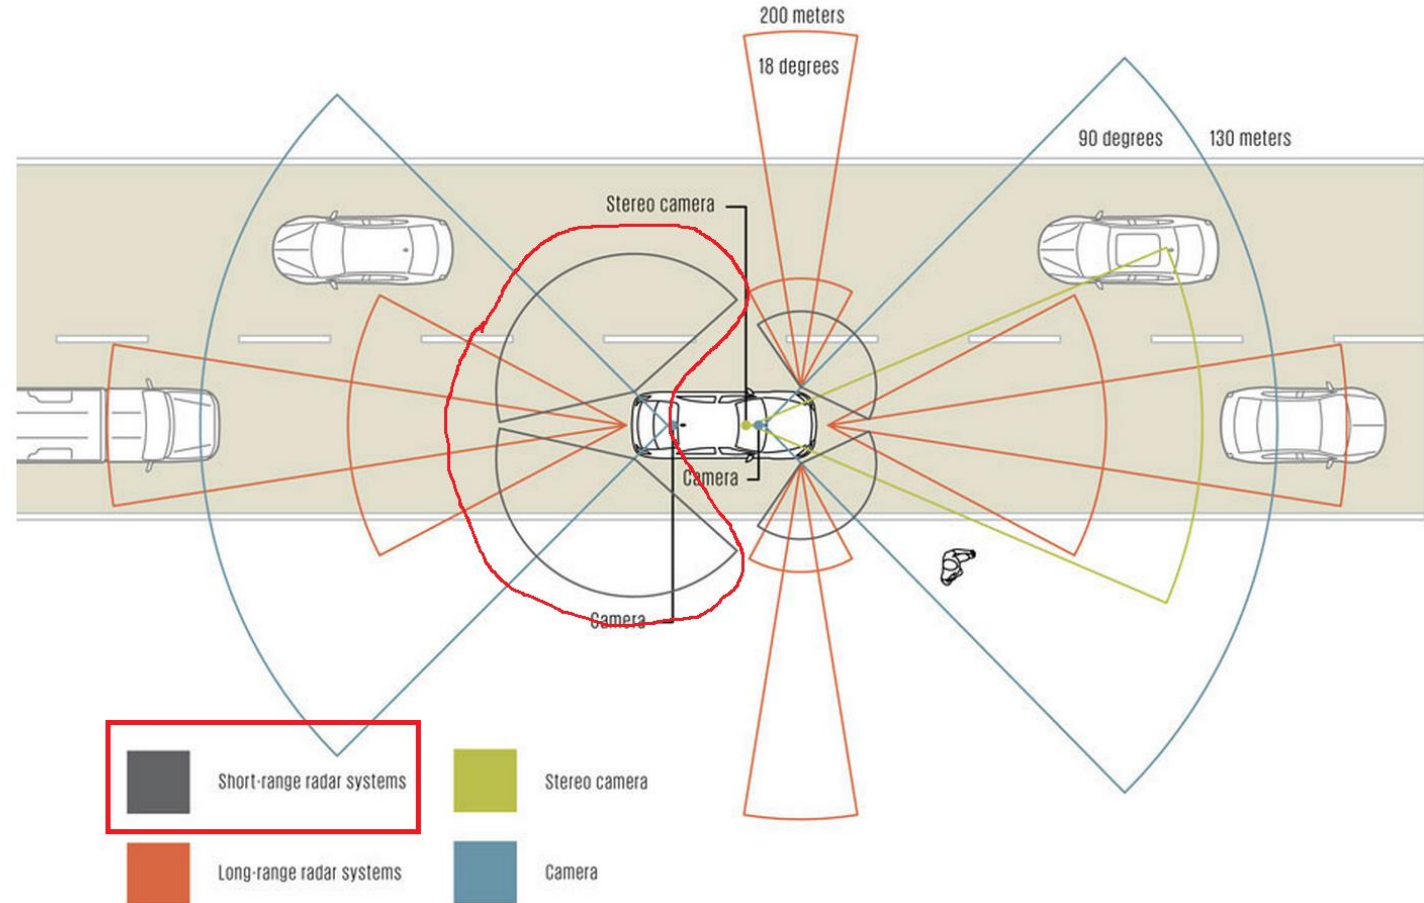 200 meters
18 degrees
90 degrees
130 meters
Stereo camera
Camera
Camera
Short-range radar systems
Stereo camera
Long-range radar systems
Camera